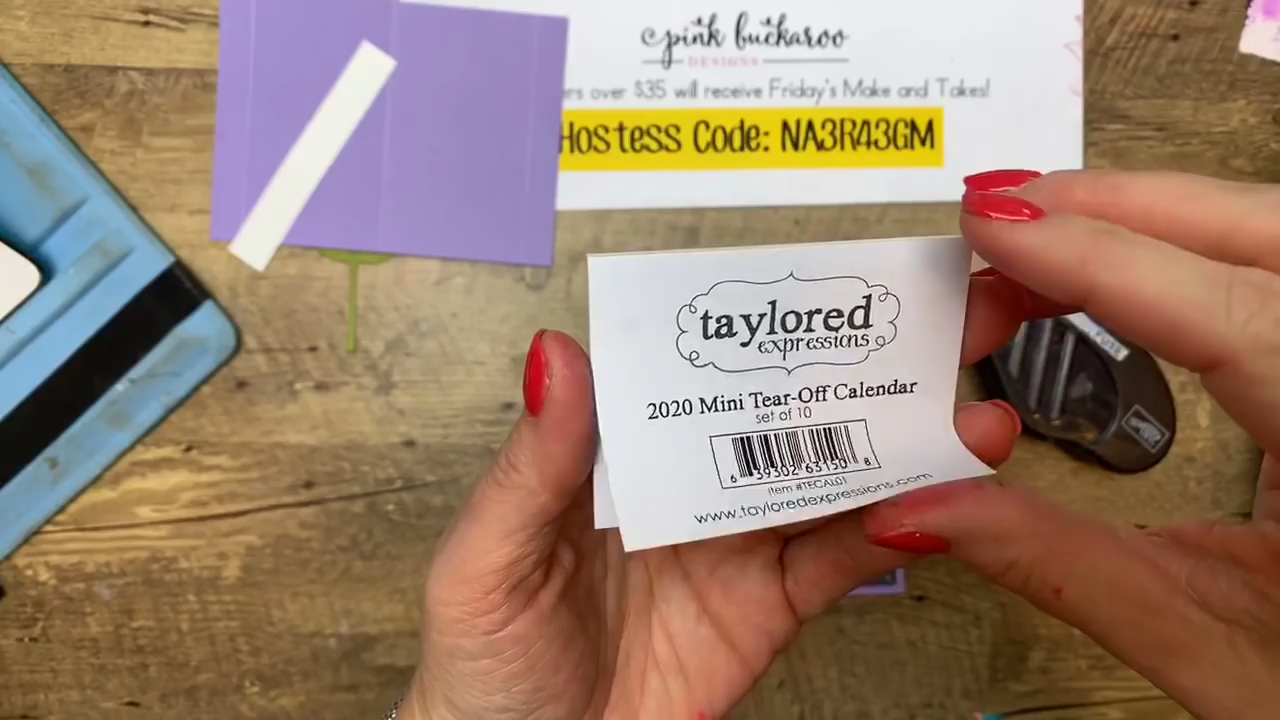 pink buckaroo
DESIGNS
over $35 will receive Friday's Make and Takes!
Hostess Code: NA3R43GM
taylored
expressions
2020 Mini Tear-Off Calendar
set of 10
6 39302 63150 8
item #TECAL01
www.tayloredexpressions.com